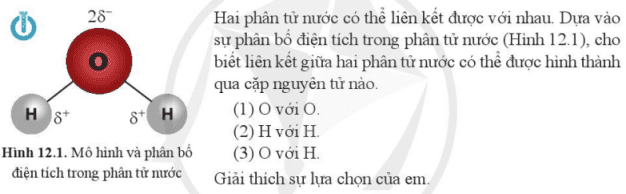 2δ⁻
O
H δ⁺ δ⁺ H
Hình 12.1. Mô hình và phân bố
điện tích trong phân tử nước
Hai phân tử nước có thể liên kết được với nhau. Dựa vào
sự phân bố điện tích trong phân tử nước (Hình 12.1), cho
biết liên kết giữa hai phân tử nước có thể được hình thành
qua cặp nguyên tử nào.
(1) O với O.
(2) H với H.
(3) O với H.
Giải thích sự lựa chọn của em.